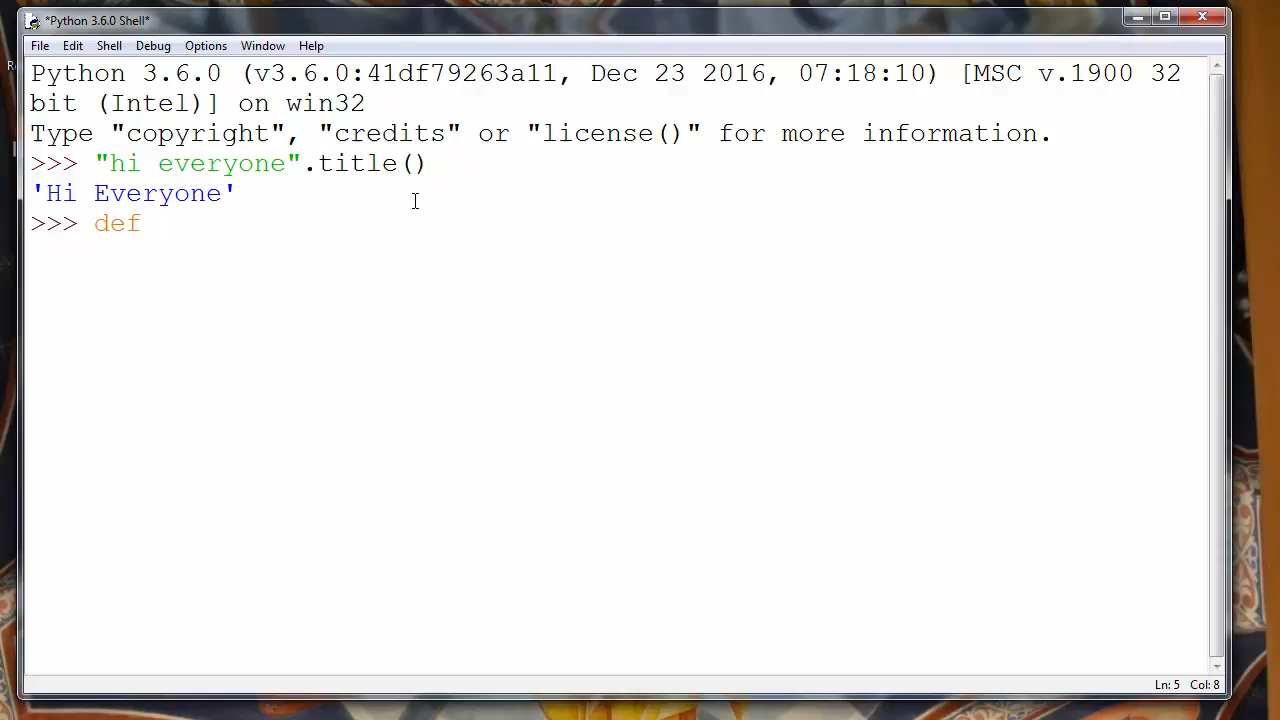 *Python 3.6.0 Shell*
File Edit Shell Debug Options Window Help
Python 3.6.0 (v3.6.0:41df79263a11, Dec 23 2016, 07:18:10) [MSC v.1900 32
bit (Intel)] on win32
Type "copyright", "credits" or "license()" for more information.
>>> "hi everyone".title()
'Hi Everyone'
>>> def
Ln: 5 Col: 8